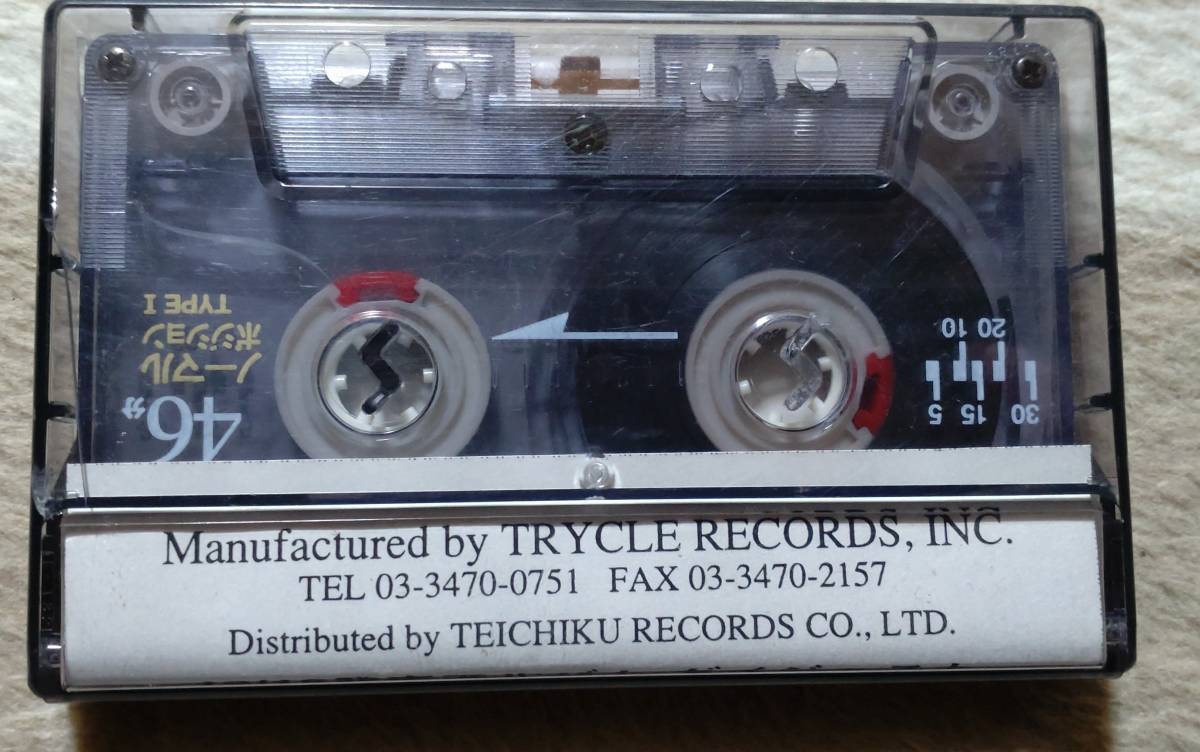 46分
ノーマル
ポジション
TYPE I
30 15 5
20 10
Manufactured by TRYCLE RECORDS, INC.
TEL 03-3470-0751 FAX 03-3470-2157
Distributed by TEICHIKU RECORDS CO., LTD.